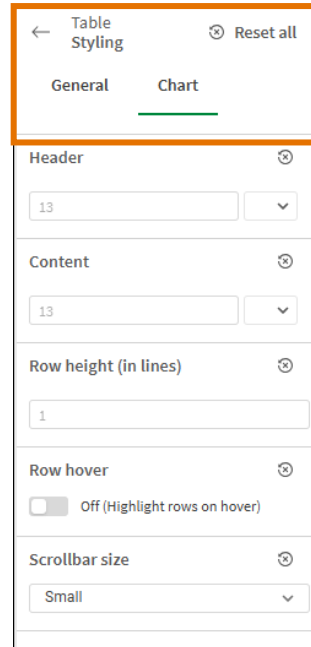 Table
Styling
Reset all
General Chart
Header
13
Content
13
Row height (in lines)
1
Row hover
Off (Highlight rows on hover)
Scrollbar size
Small